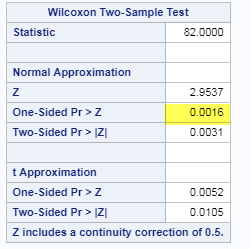 Wilcoxon Two-Sample Test
Statistic 82.0000
Normal Approximation
Z 2.9537
One-Sided Pr > Z 0.0016
Two-Sided Pr > |Z| 0.0031
t Approximation
One-Sided Pr > Z 0.0052
Two-Sided Pr > |Z| 0.0105
Z includes a continuity correction of 0.5.